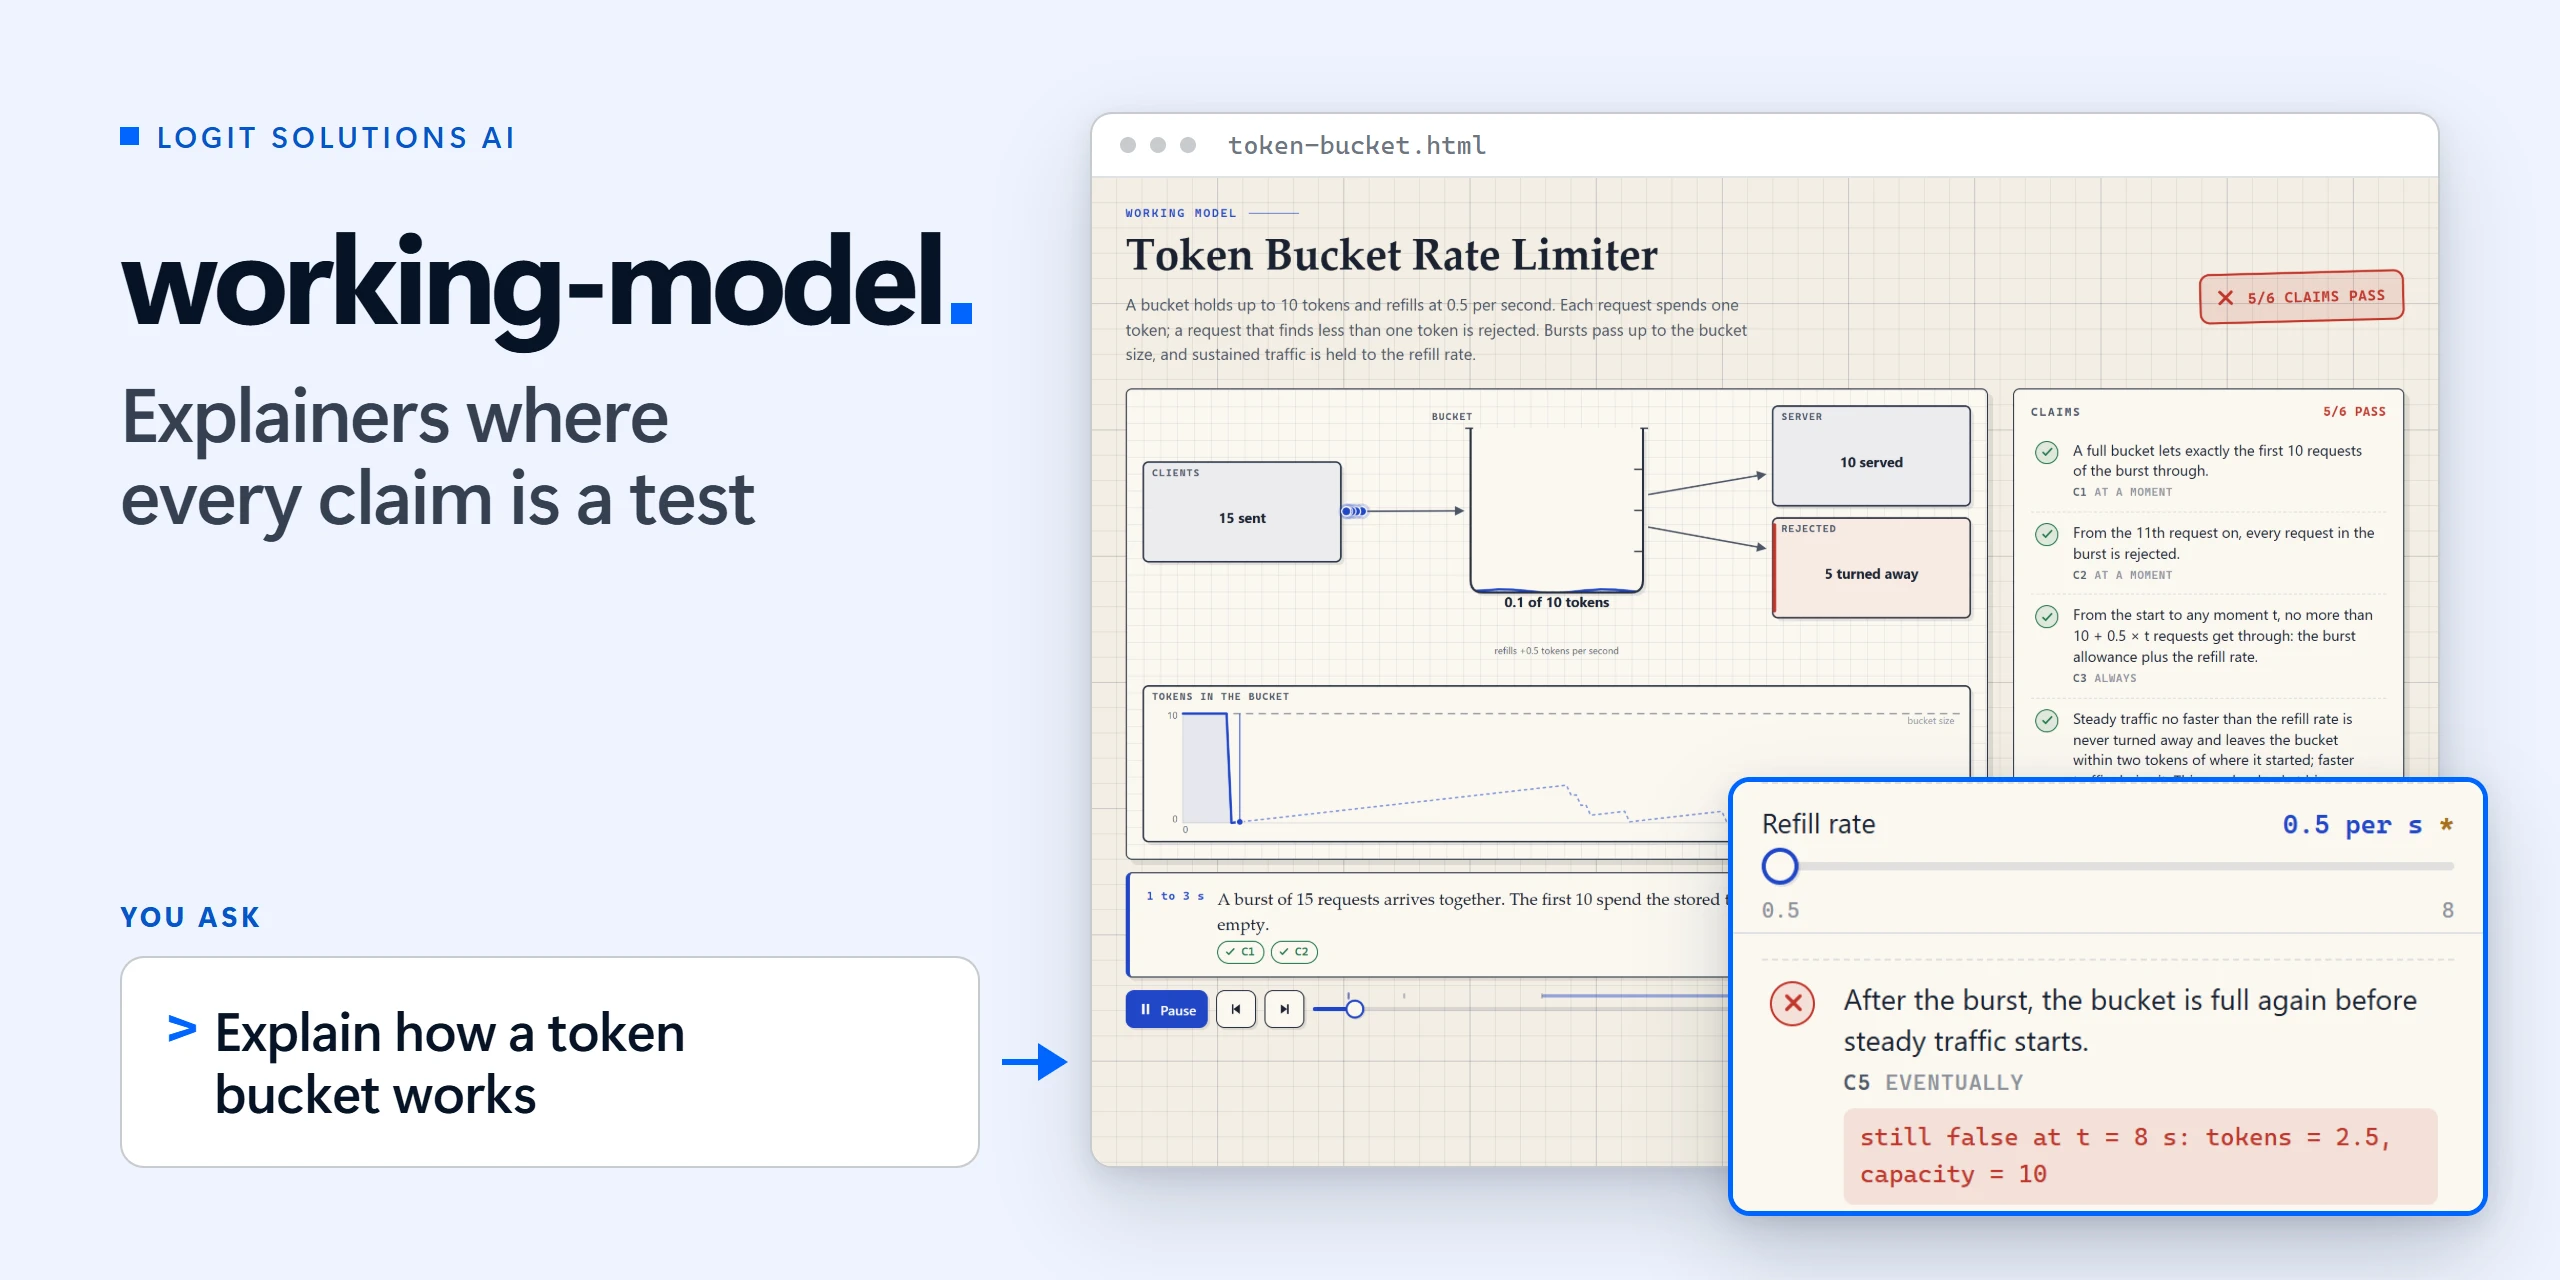 LOGIT SOLUTIONS AI
working-model.
Explainers where
every claim is a test
YOU ASK
> Explain how a token
bucket works
token-bucket.html
WORKING MODEL
Token Bucket Rate Limiter
A bucket holds up to 10 tokens and refills at 0.5 per second. Each request spends one
token; a request that finds less than one token is rejected. Bursts pass up to the bucket
size, and sustained traffic is held to the refill rate.
5/6 CLAIMS PASS
CLIENTS
15 sent
BUCKET
0.1 of 10 tokens
refills +0.5 tokens per second
SERVER
10 served
REJECTED
5 turned away
TOKENS IN THE BUCKET
10
bucket size
0
0
1 to 3 s
A burst of 15 requests arrives together. The first 10 spend the stored
empty.
C1
C2
Pause
CLAIMS
5/6 PASS
A full bucket lets exactly the first 10 requests
of the burst through.
C1 AT A MOMENT
From the 11th request on, every request in the
burst is rejected.
C2 AT A MOMENT
From the start to any moment t, no more than
10 + 0.5 × t requests get through: the burst
allowance plus the refill rate.
C3 ALWAYS
Steady traffic no faster than the refill rate is
never turned away and leaves the bucket
within two tokens of where it started; faster
Refill rate
0.5 per s *
0.5
8
After the burst, the bucket is full again before
steady traffic starts.
C5 EVENTUALLY
still false at t = 8 s: tokens = 2.5,
capacity = 10